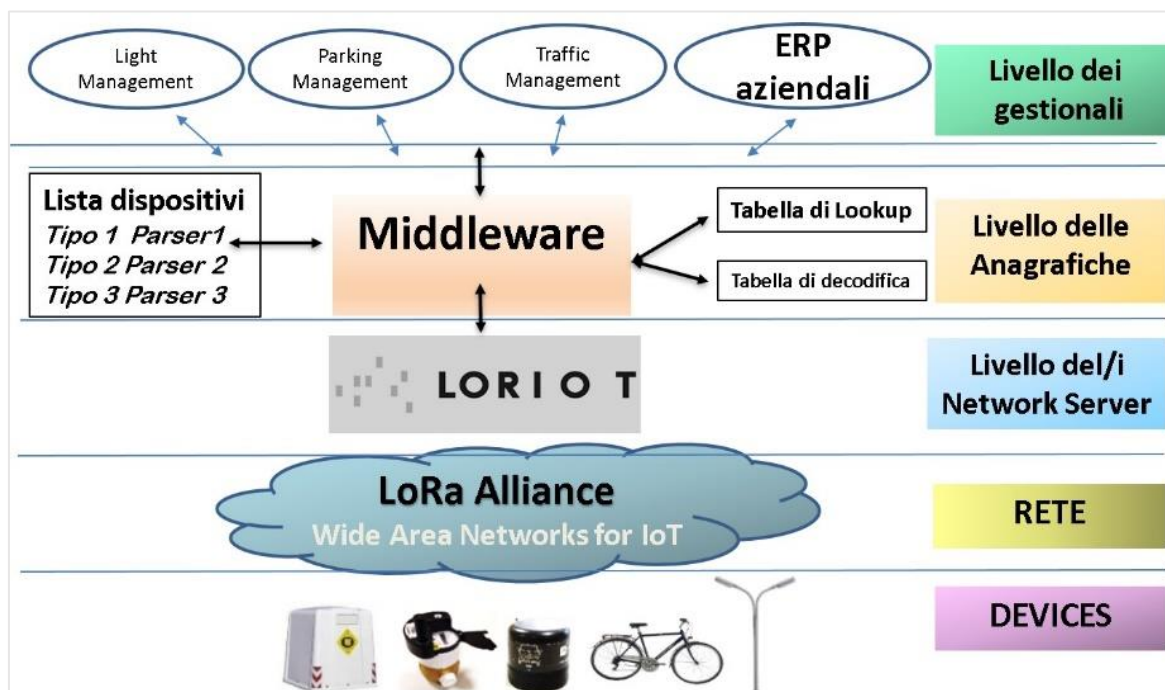 Light
Management
Parking
Management
Traffic
Management
ERP
aziendali
Livello dei
gestionali
Lista dispositivi
Tipo 1 Parser1
Tipo 2 Parser 2
Tipo 3 Parser 3
Middleware
Tabella di Lookup
Tabella di decodifica
Livello delle
Anagrafiche
LORIOT
Livello del/i
Network Server
LoRa Alliance
Wide Area Networks for IoT
RETE
DEVICES